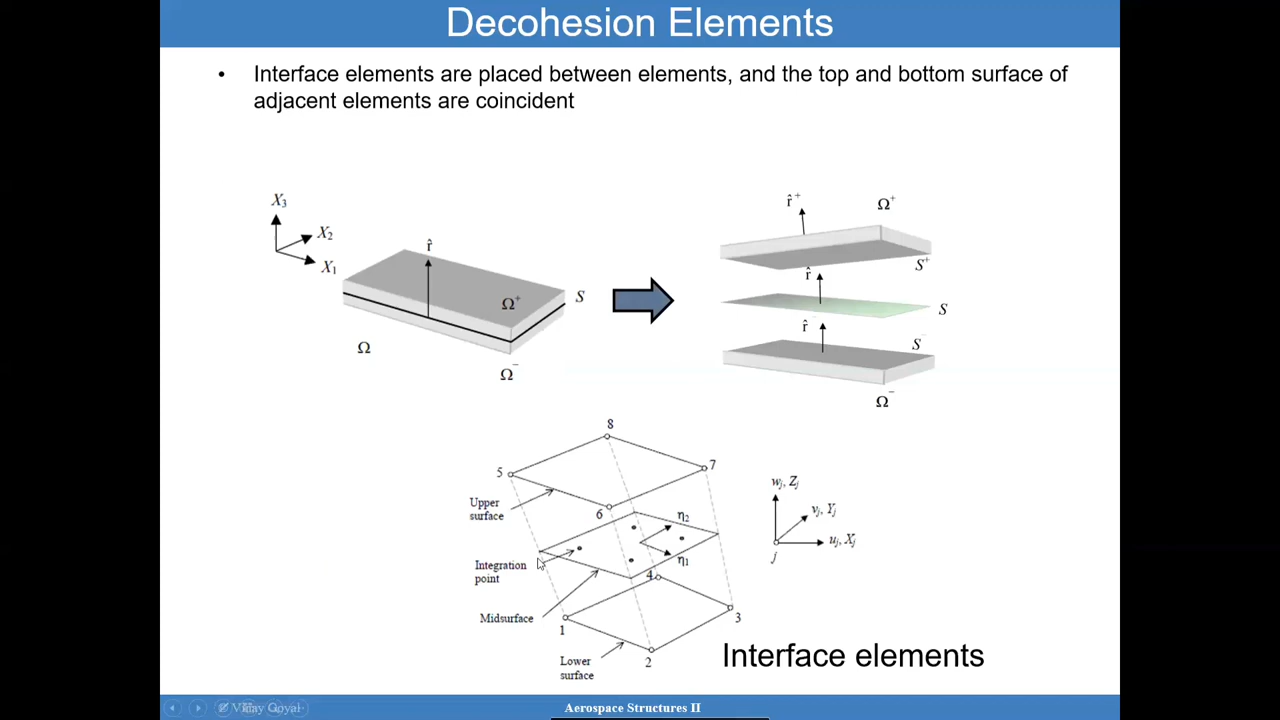 Decohesion Elements
• Interface elements are placed between elements, and the top and bottom surface of
adjacent elements are coincident
X3
X2
X1
r̂
Ω+
S
Ω
Ω-
r̂+
Ω+
S+
r̂
S
r̂-
S-
Ω-
8
5
7
Upper
surface
6
η2
Integration
point
η1
4
Midsurface
1
3
Lower
surface
2
wj, Zj
vj, Yj
uj, Xj
j
Interface elements
Vijay Goyal
Aerospace Structures II